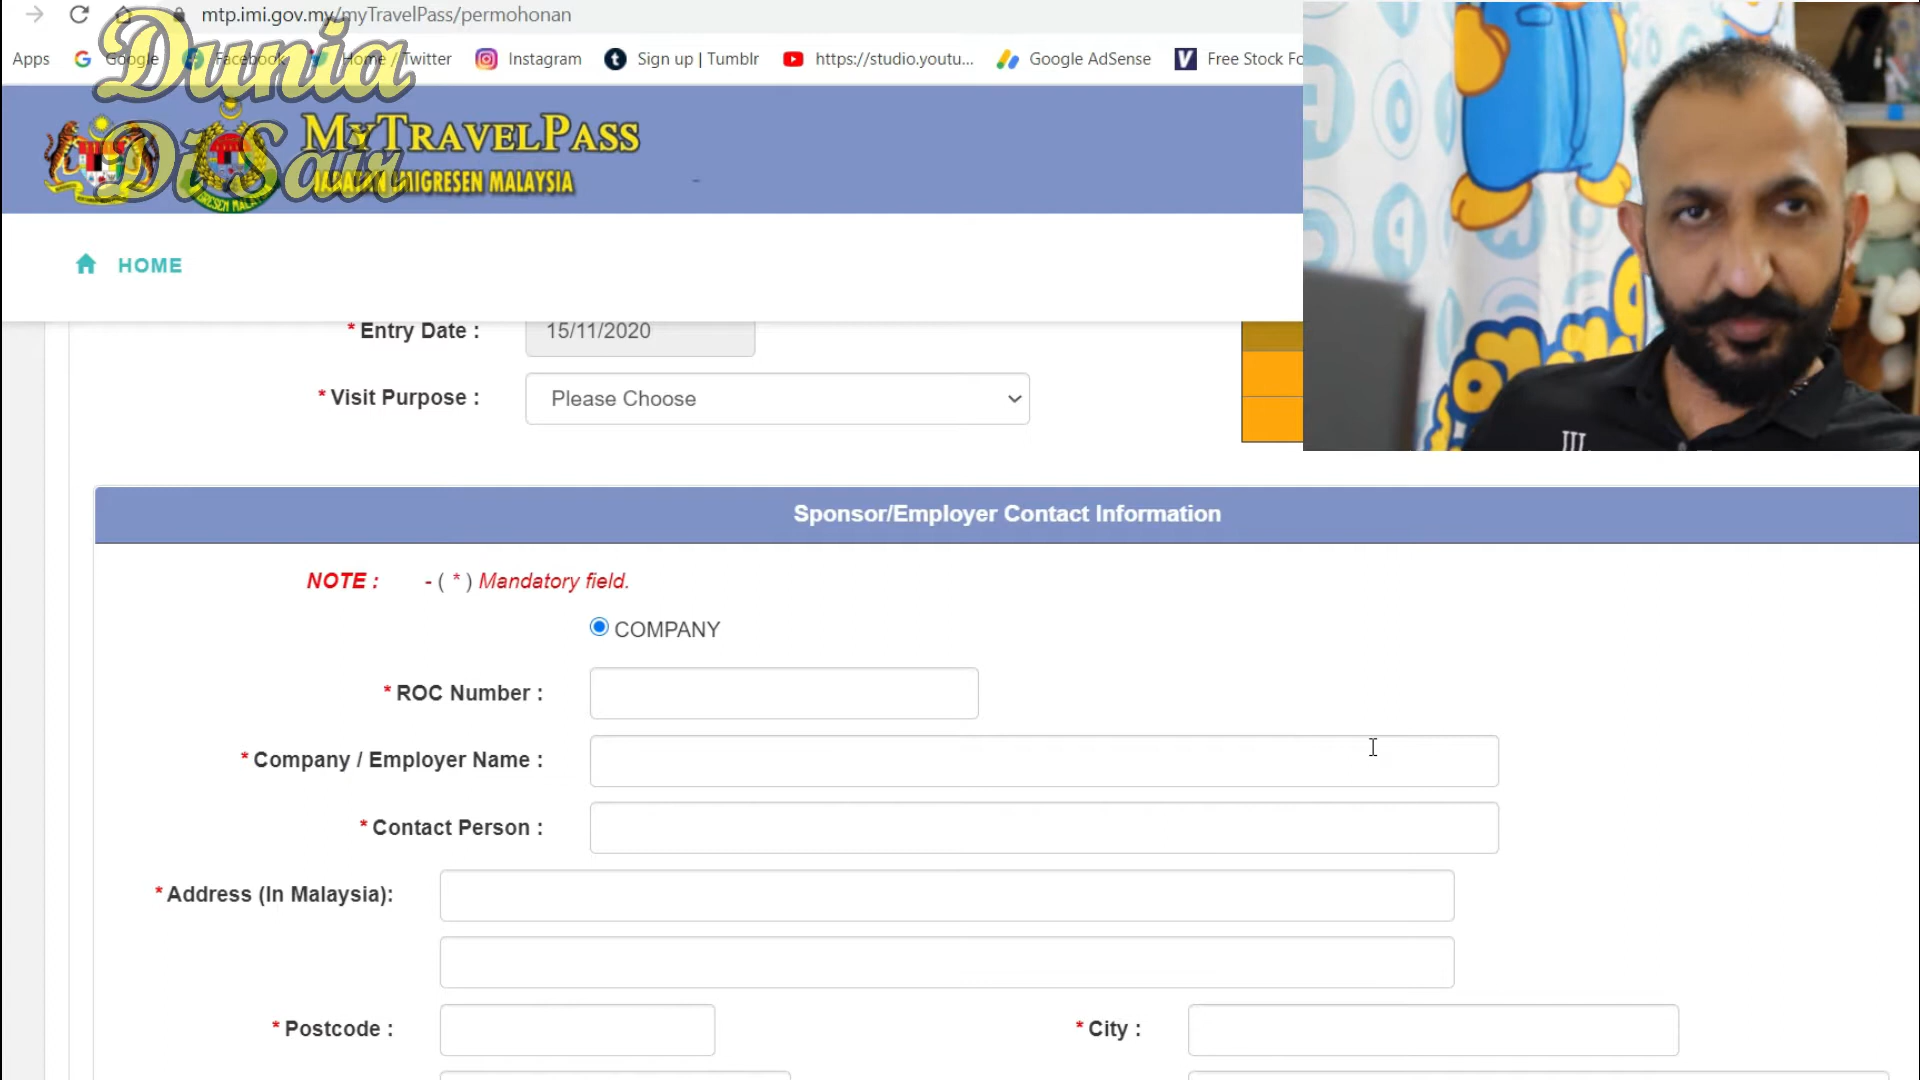 mtp.imi.gov.my/myTravelPass/permohonan
Apps Google Facebook Home / Twitter Instagram Sign up | Tumblr https://studio.youtu... Google AdSense Free Stock Fo
Dunia
Di Sair
MYTRAVELPASS
JABATAN IMIGRESEN MALAYSIA
HOME
* Entry Date : 15/11/2020
* Visit Purpose : Please Choose
Sponsor/Employer Contact Information
NOTE : - ( * ) Mandatory field.
COMPANY
* ROC Number :
* Company / Employer Name :
* Contact Person :
* Address (In Malaysia):
* Postcode : * City :